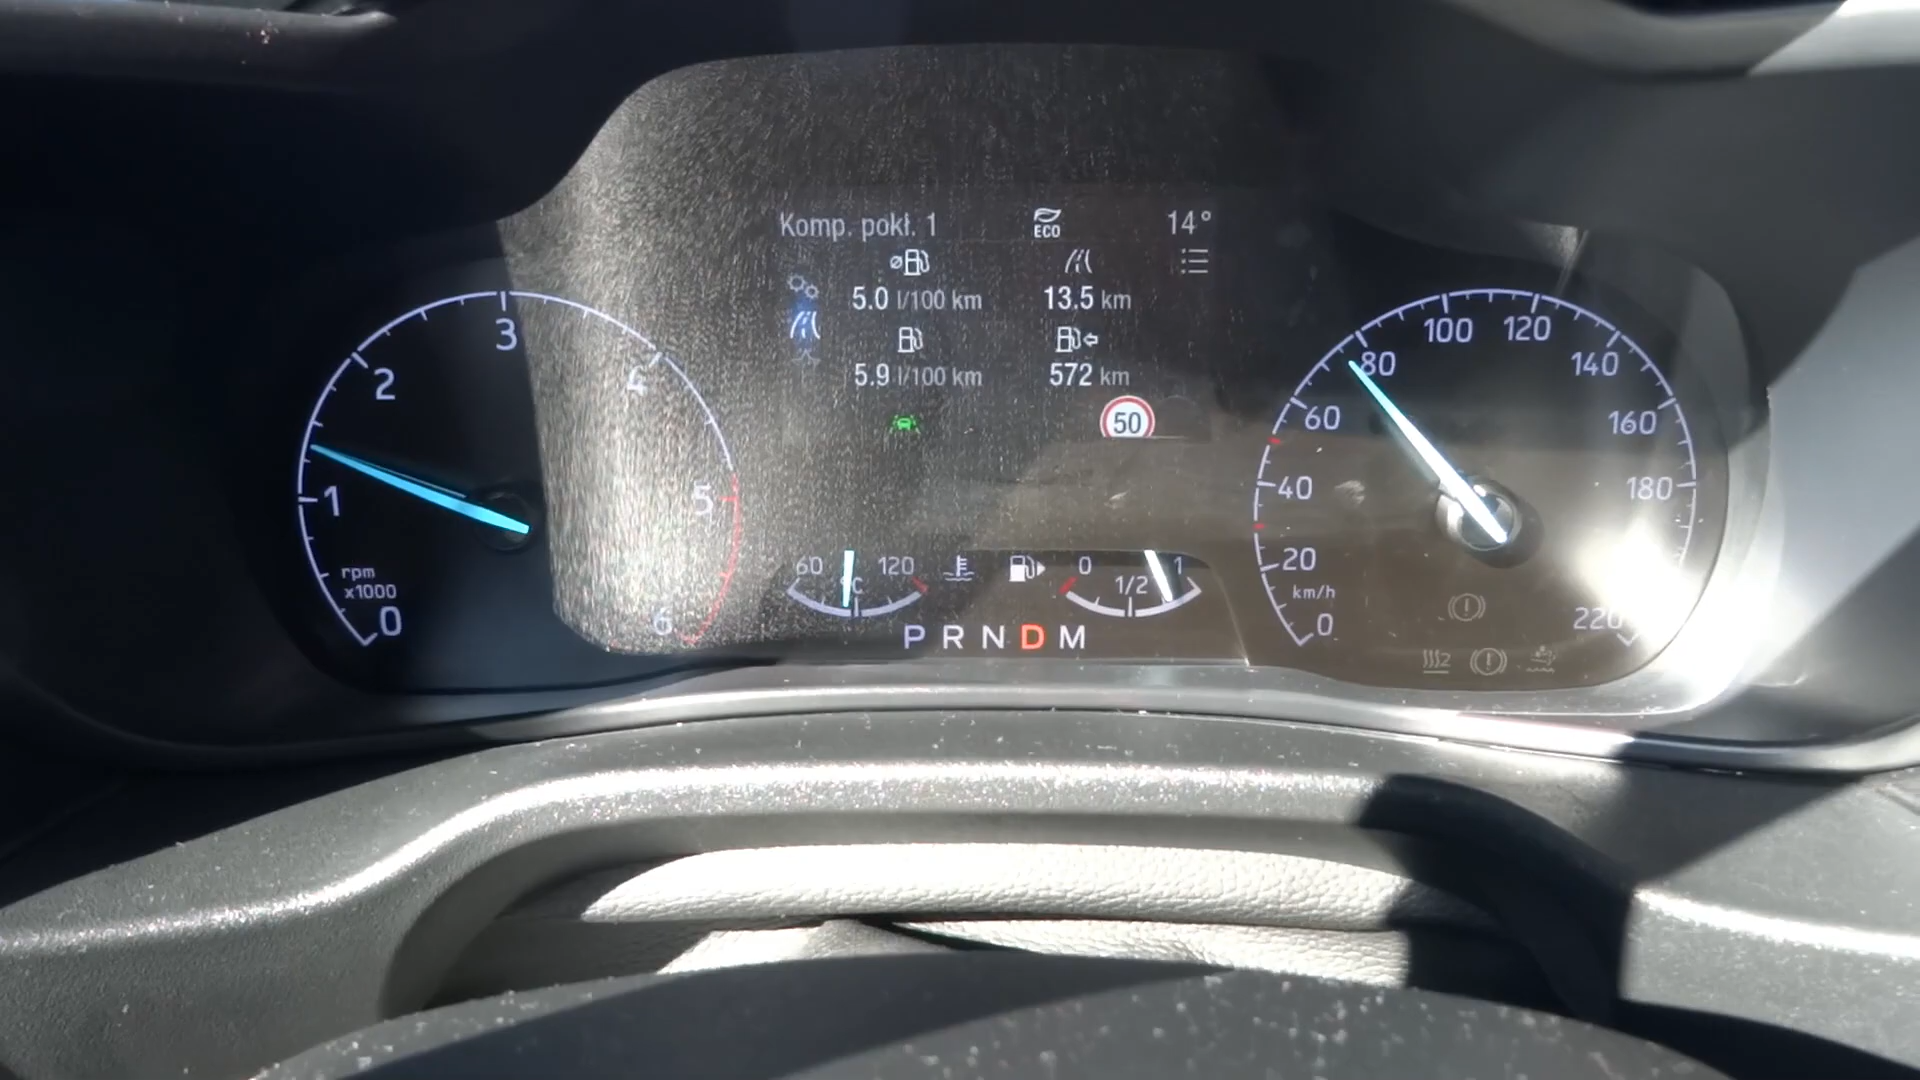 Komp. pokł. 1
ECO
14°
5.0 l/100 km
13.5 km
5.9 l/100 km
572 km
50
0
1
2
3
4
5
6
rpm
x1000
60
°C
120
0
1/2
1
P R N D M
0
20
40
60
80
100
120
140
160
180
220
km/h